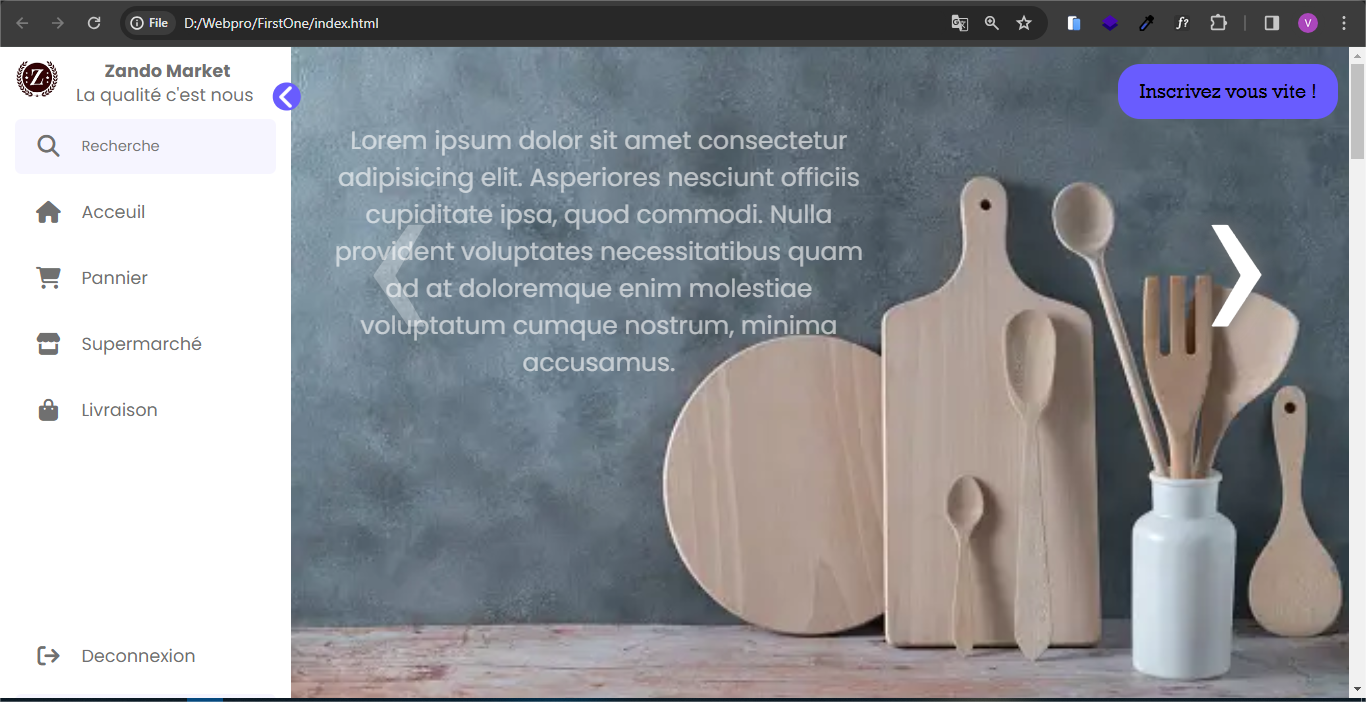 File
D:/Webpro/FirstOne/index.html
f?
V
Z
Zando Market
La qualité c'est nous
Recherche
Acceuil
Pannier
Supermarché
Livraison
Deconnexion
Inscrivez vous vite !
Lorem ipsum dolor sit amet consectetur
adipisicing elit. Asperiores nesciunt officiis
cupiditate ipsa, quod commodi. Nulla
provident voluptates necessitatibus quam
ad at doloremque enim molestiae
voluptatum cumque nostrum, minima
accusamus.